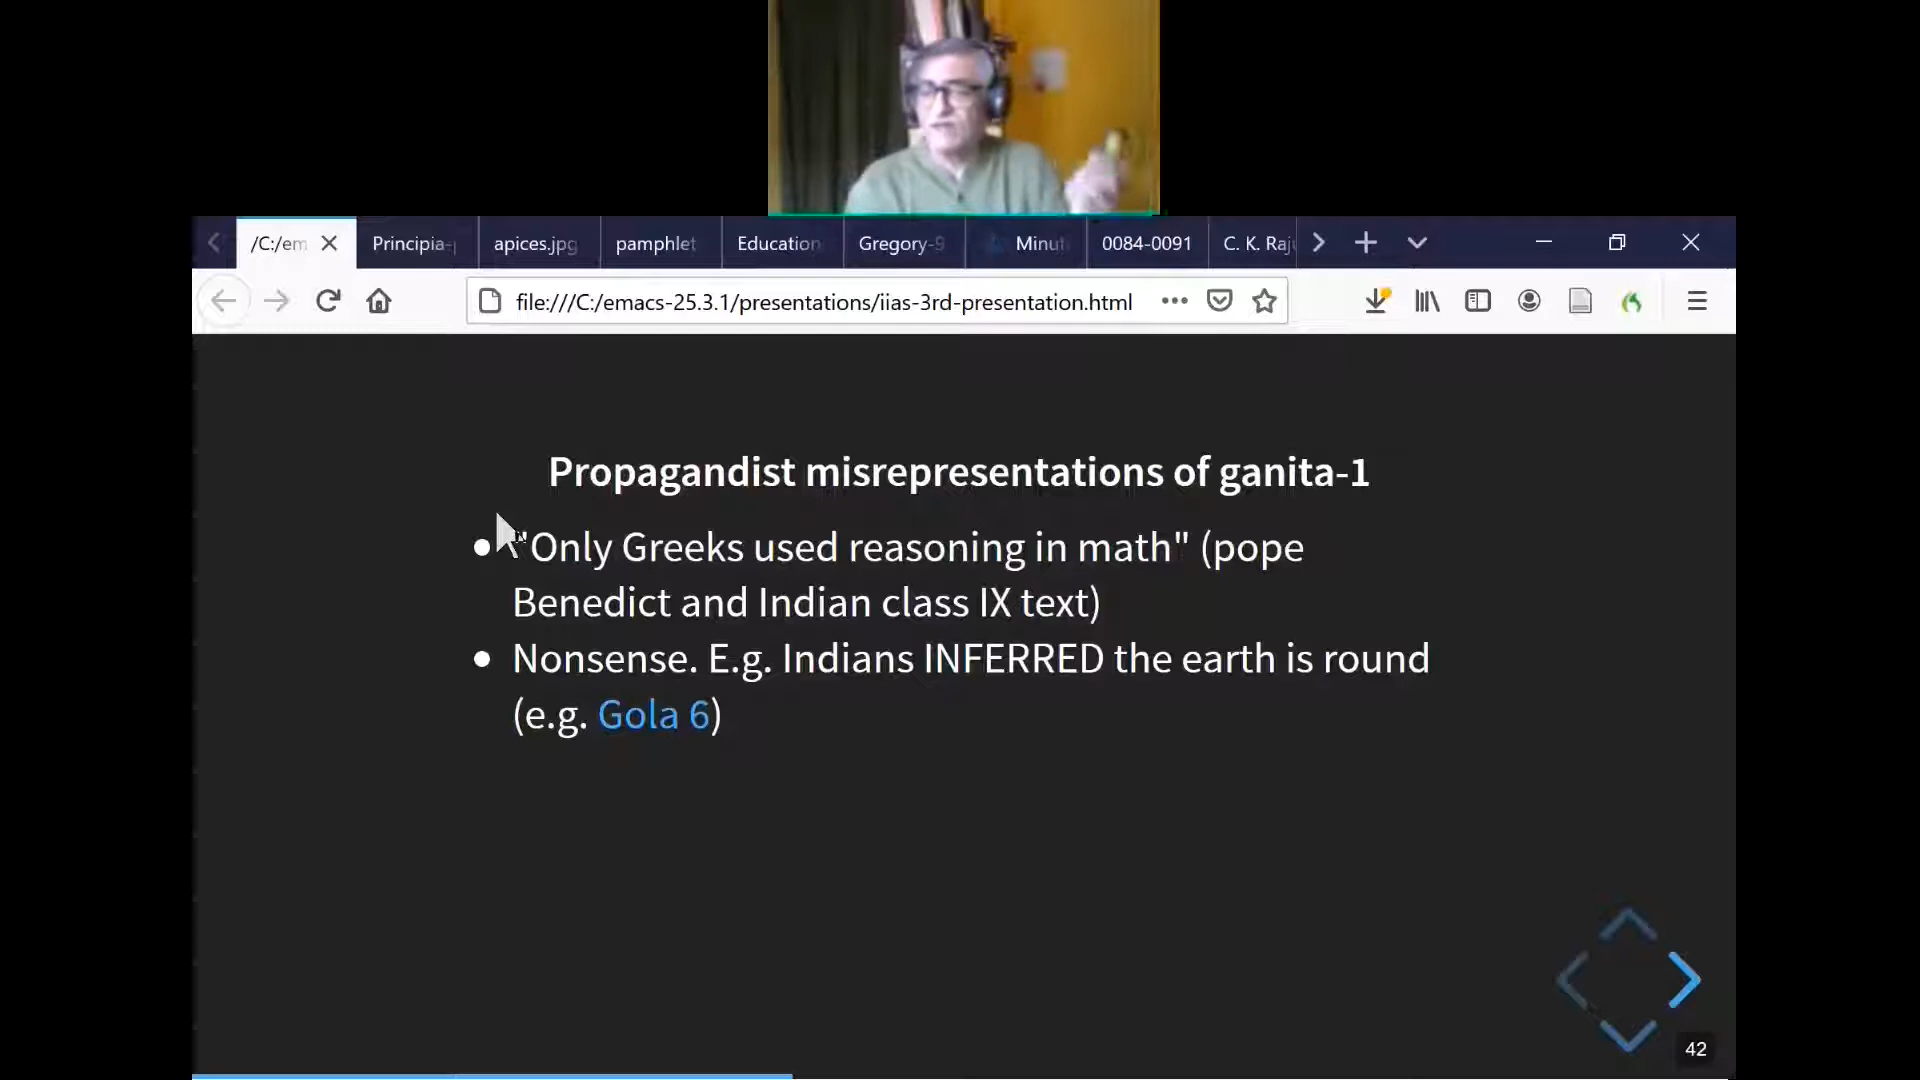 /C:/em
Principia-
apices.jpg
pamphlet
Education
Gregory-9
Minut
0084-0091
C. K. Raju
file:///C:/emacs-25.3.1/presentations/iias-3rd-presentation.html
Propagandist misrepresentations of ganita-1
"Only Greeks used reasoning in math" (pope
Benedict and Indian class IX text)
Nonsense. E.g. Indians INFERRED the earth is round
(e.g. Gola 6)
42